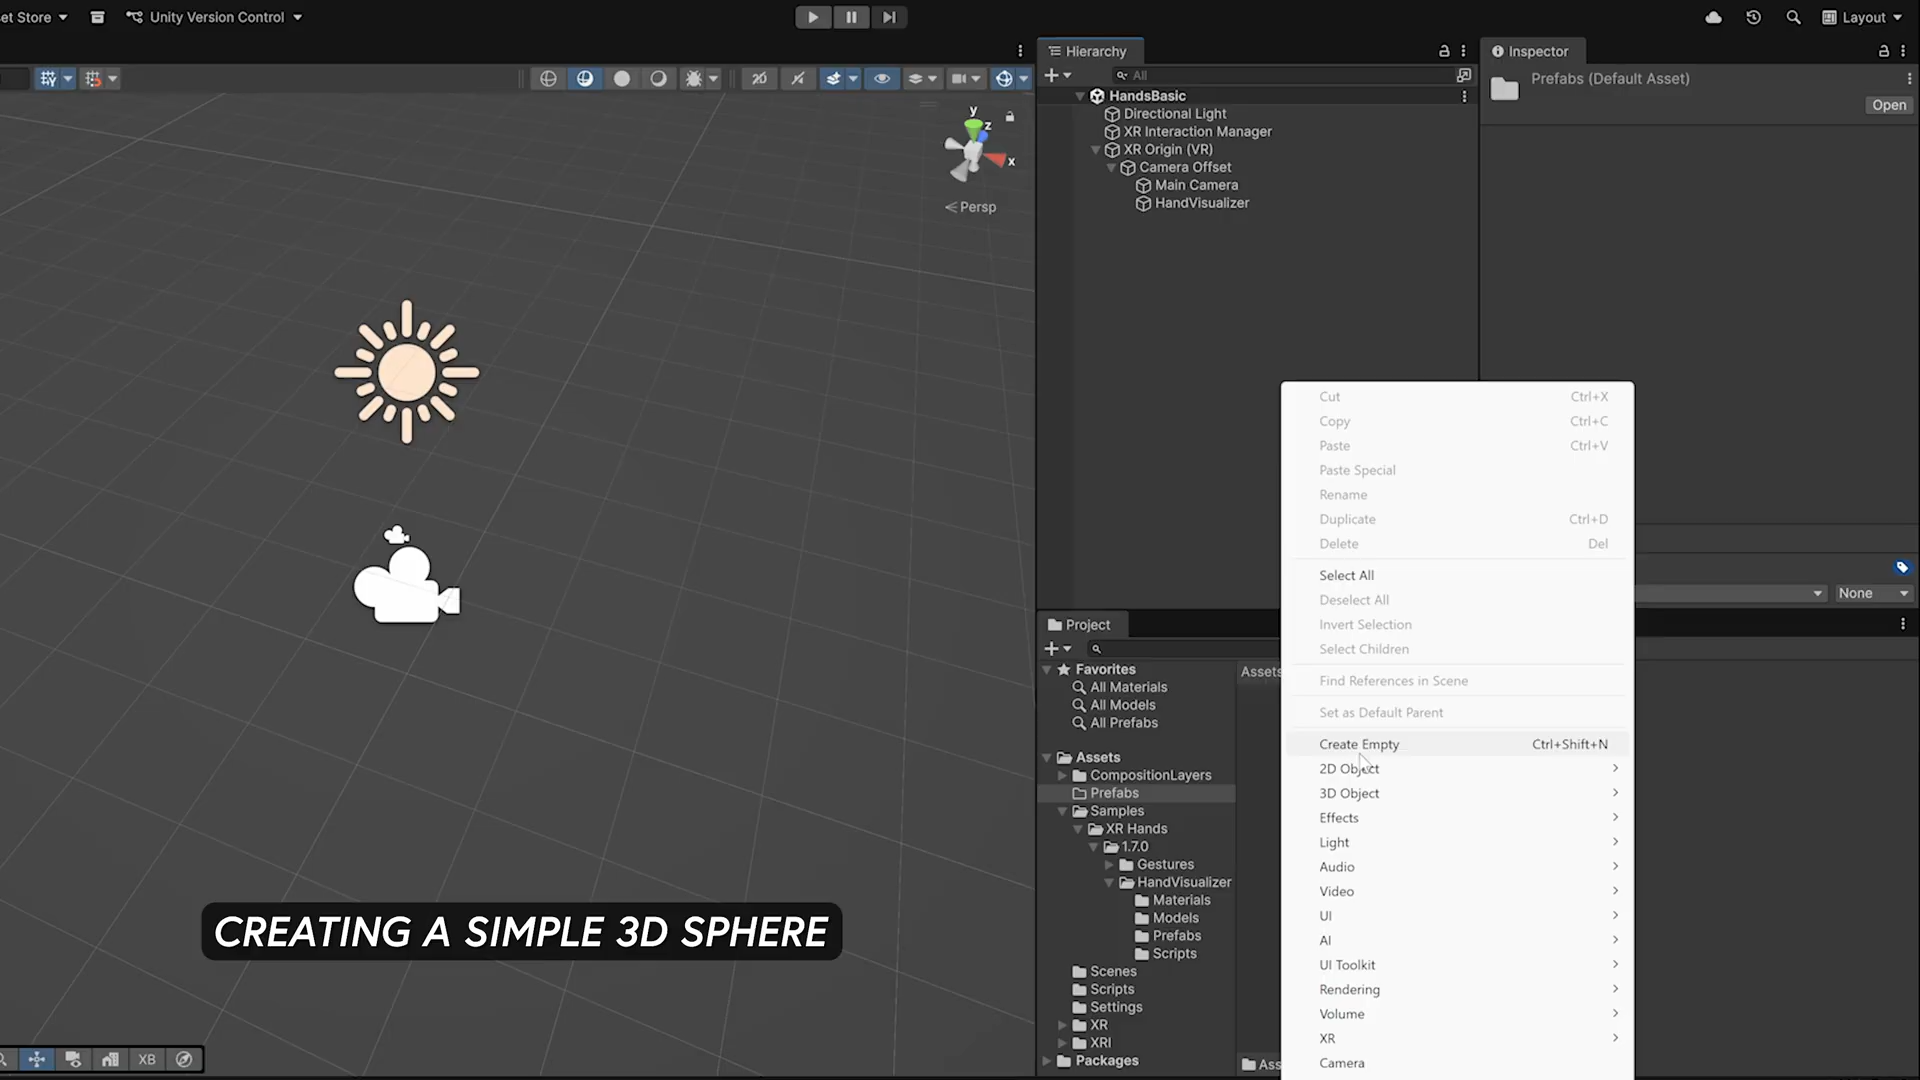 et Store
Unity Version Control
Layout
Hierarchy
Inspector
All
Prefabs (Default Asset)
Open
HandsBasic
Directional Light
XR Interaction Manager
XR Origin (VR)
Camera Offset
Main Camera
HandVisualizer
2D
y
z
x
Persp
Cut Ctrl+X
Copy Ctrl+C
Paste Ctrl+V
Paste Special
Rename
Duplicate Ctrl+D
Delete Del
Select All
Deselect All
Invert Selection
Select Children
Find References in Scene
Set as Default Parent
Create Empty Ctrl+Shift+N
2D Object
3D Object
Effects
Light
Audio
Video
UI
AI
UI Toolkit
Rendering
Volume
XR
Camera
None
Project
Favorites
All Materials
All Models
All Prefabs
Assets
CompositionLayers
Prefabs
Samples
XR Hands
1.7.0
Gestures
HandVisualizer
Materials
Models
Prefabs
Scripts
Scenes
Scripts
Settings
XR
XRI
Packages
Assets
Ass
CREATING A SIMPLE 3D SPHERE
XB